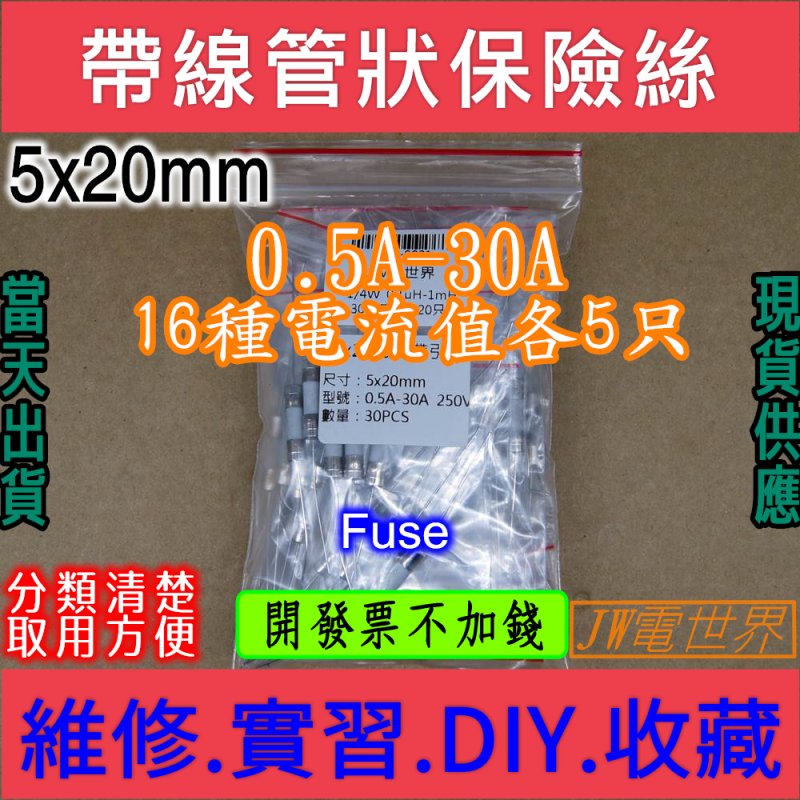 帶線管狀保險絲
5x20mm
0.5A-30A
世界
16種電流值各5只
尺寸：5x20mm
型號：0.5A-30A 250V
數量：30PCS
當天出貨
現貨供應
Fuse
分類清楚
取用方便
開發票不加錢
JW電世界
維修.實習.DIY.收藏